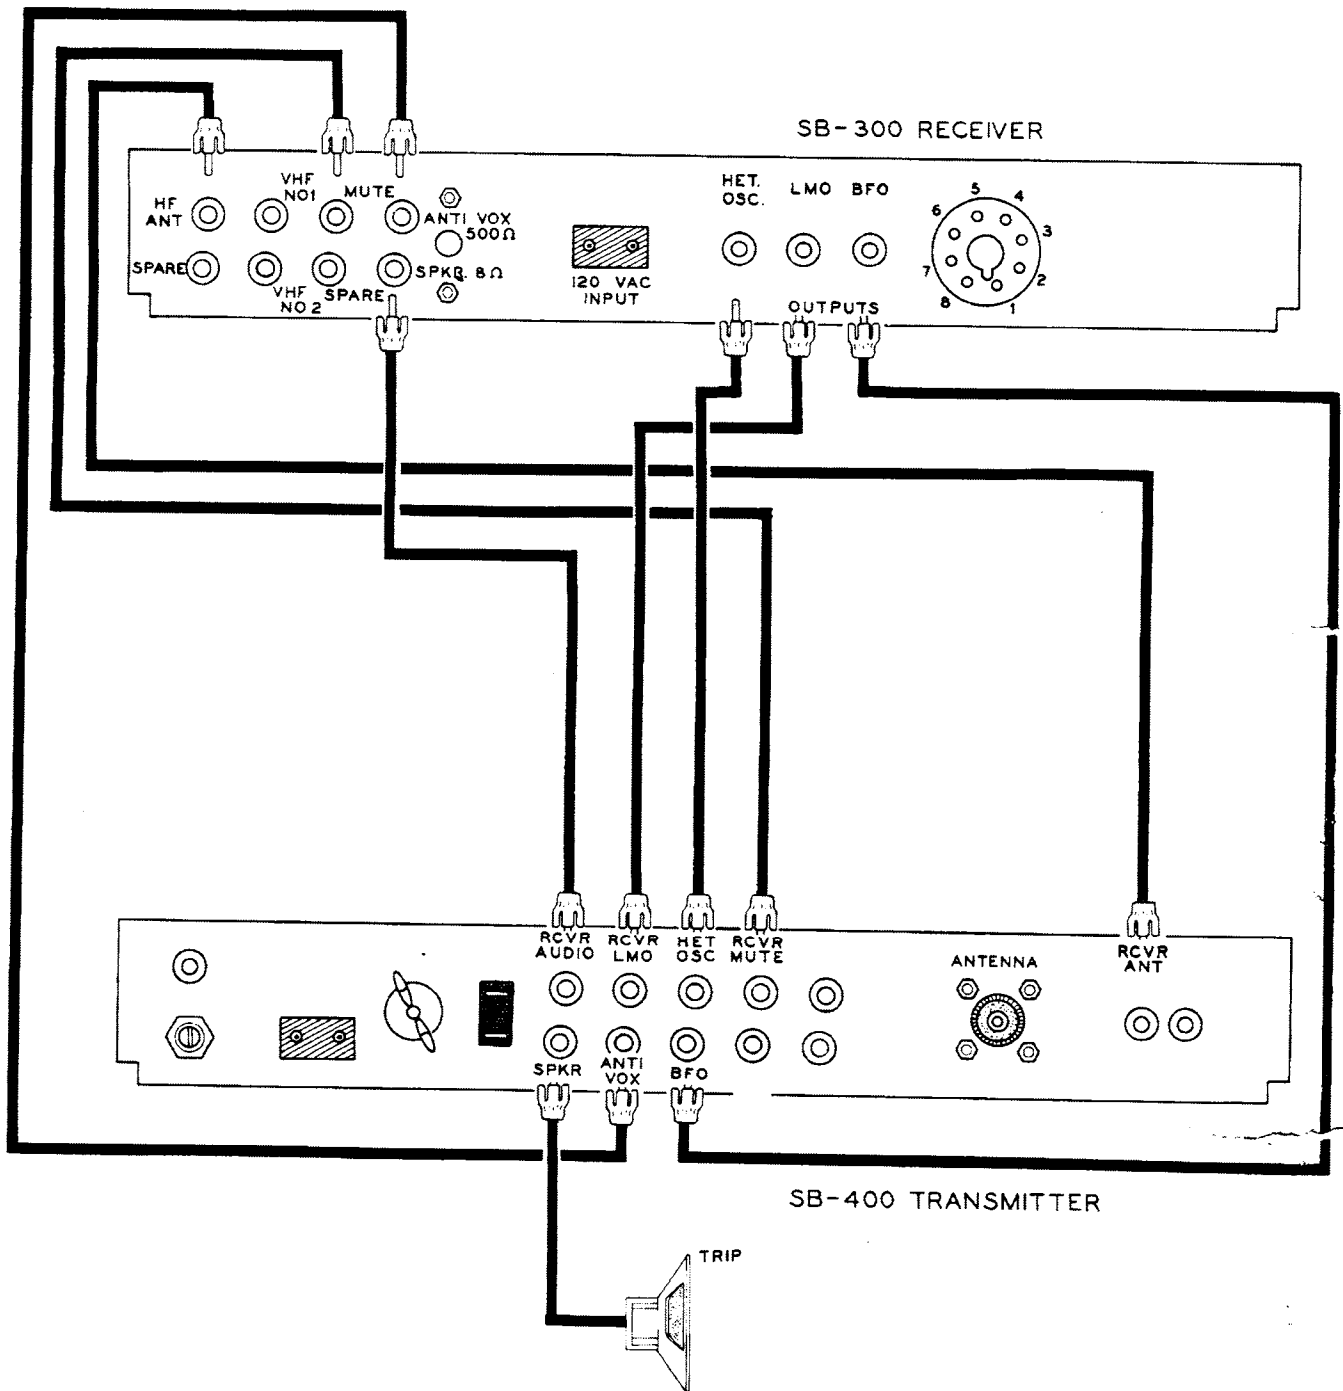 SB-300 RECEIVER
HF
ANT
VHF
NO1
MUTE
ANTI VOX
500Ω
SPARE
VHF
NO2
SPARE
SPKR. 8Ω
120 VAC
INPUT
HET.
OSC.
LMO
BFO
OUTPUTS
5
4
6
3
7
2
8
1
RCVR
AUDIO
RCVR
LMO
HET
OSC
RCVR
MUTE
ANTENNA
RCVR
ANT
SPKR
ANTI
VOX
BFO
SB-400 TRANSMITTER
TRIP